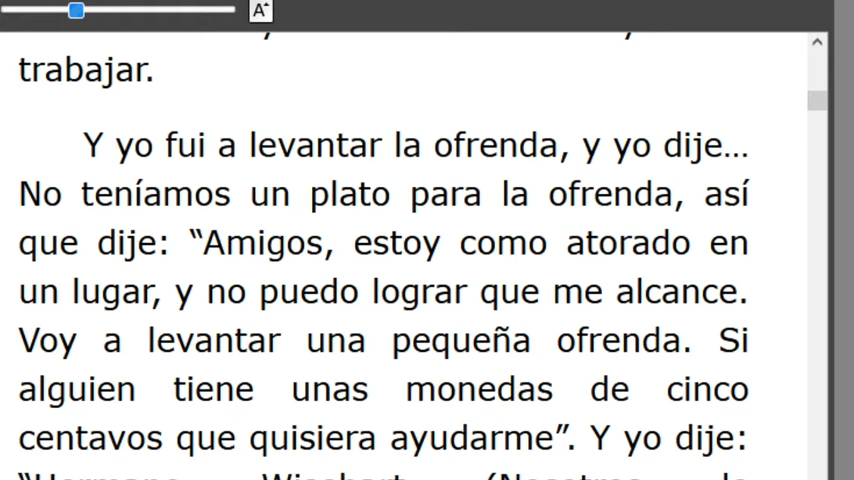 A
trabajar.
Y yo fui a levantar la ofrenda, y yo dije…
No teníamos un plato para la ofrenda, así
que dije: “Amigos, estoy como atorado en
un lugar, y no puedo lograr que me alcance.
Voy a levantar una pequeña ofrenda. Si
alguien tiene unas monedas de cinco
centavos que quisiera ayudarme”. Y yo dije: